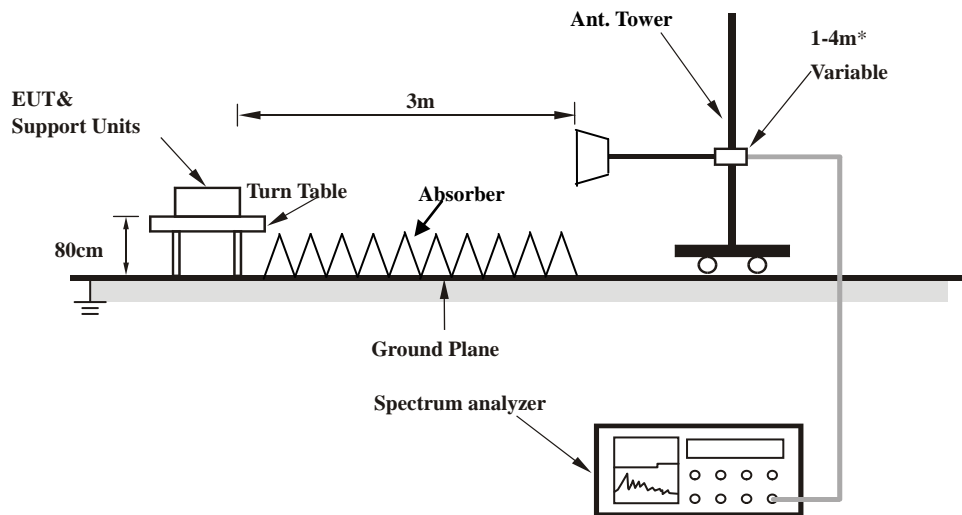 Ant. Tower
1-4m*
Variable
3m
EUT&
Support Units
Turn Table
Absorber
80cm
Ground Plane
Spectrum analyzer